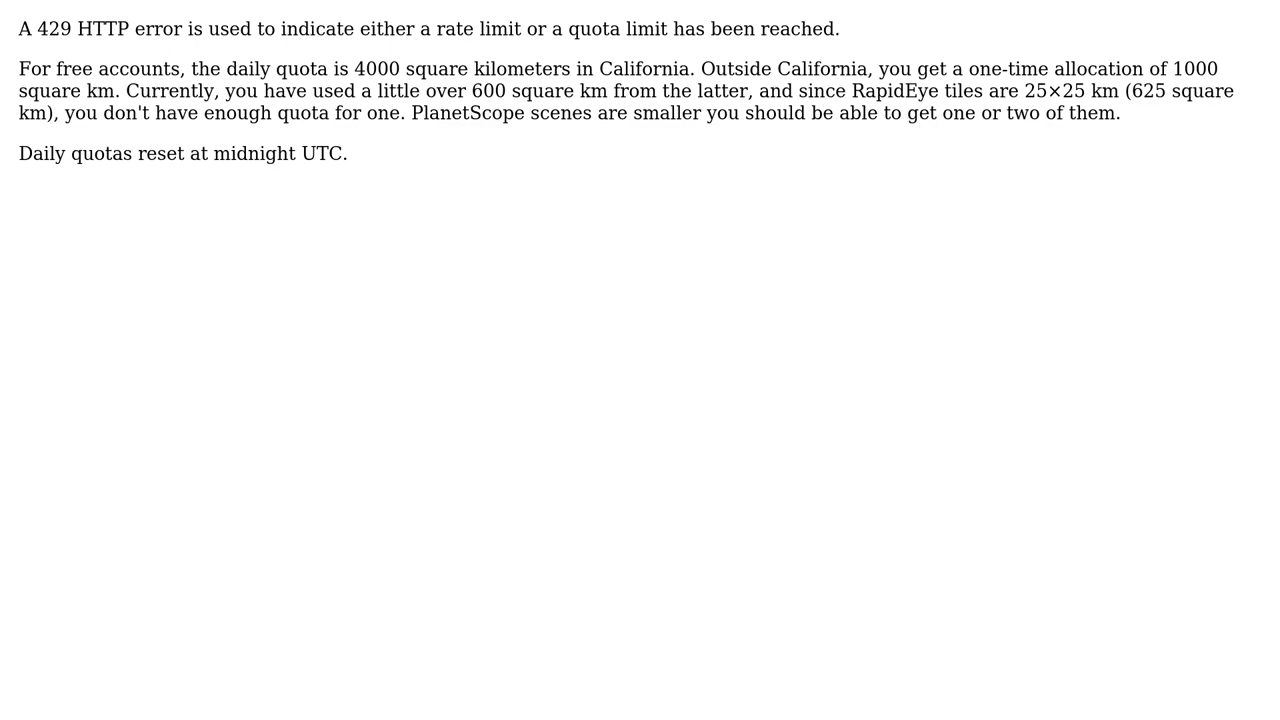 A 429 HTTP error is used to indicate either a rate limit or a quota limit has been reached.
For free accounts, the daily quota is 4000 square kilometers in California. Outside California, you get a one-time allocation of 1000
square km. Currently, you have used a little over 600 square km from the latter, and since RapidEye tiles are 25×25 km (625 square
km), you don't have enough quota for one. PlanetScope scenes are smaller you should be able to get one or two of them.
Daily quotas reset at midnight UTC.